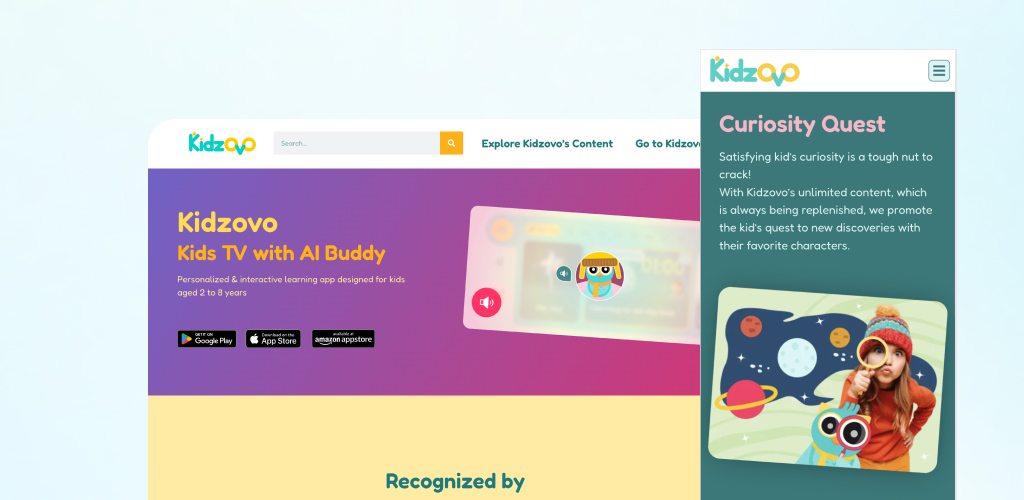 Kidzovo
Search...
Explore Kidzovo's Content
Go to Kidzovo
Kidzovo
Kids TV with AI Buddy
Personalized & interactive learning app designed for kids
aged 2 to 8 years
GET IT ON
Google Play
Download on the
App Store
available at
amazon appstore
Recognized by
Kidzovo
Curiosity Quest
Satisfying kid's curiosity is a tough nut to
crack!
With Kidzovo's unlimited content, which
is always being replenished, we promote
the kid's quest to new discoveries with
their favorite characters.